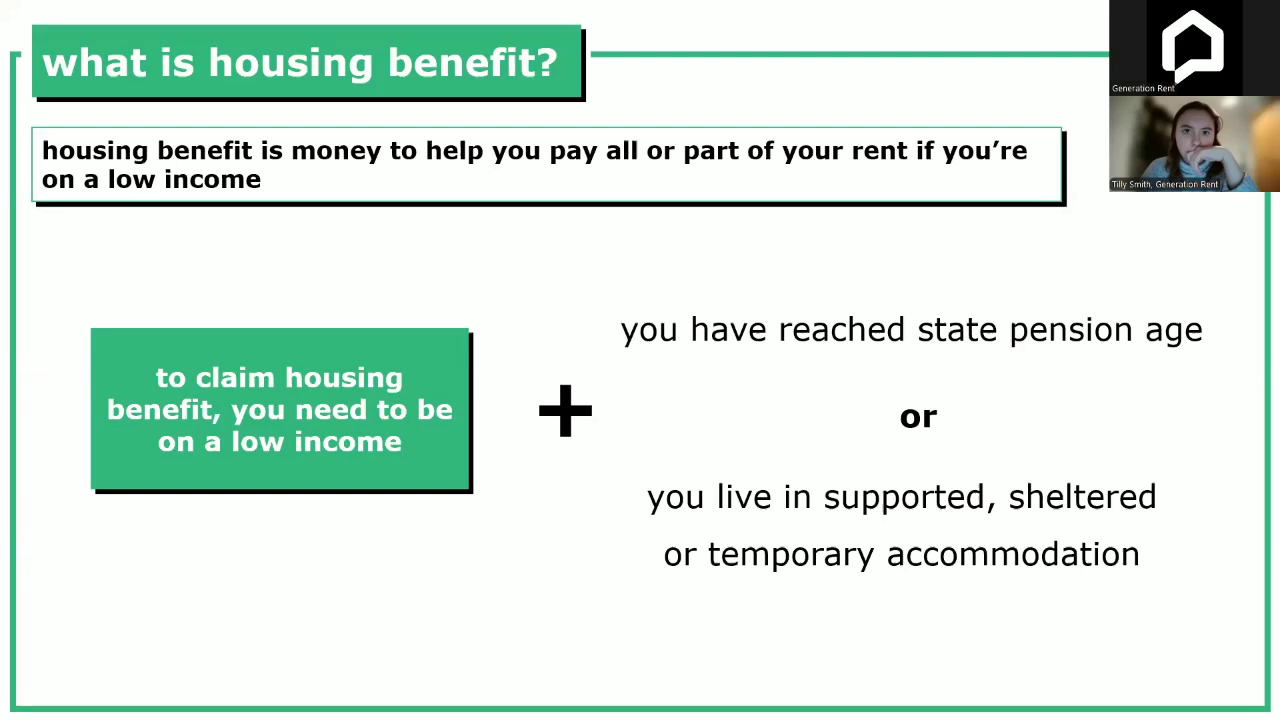 what is housing benefit?
Generation Rent
housing benefit is money to help you pay all or part of your rent if you’re
on a low income
Tilly Smith, Generation Rent
you have reached state pension age
to claim housing
benefit, you need to be
on a low income
+
or
you live in supported, sheltered
or temporary accommodation